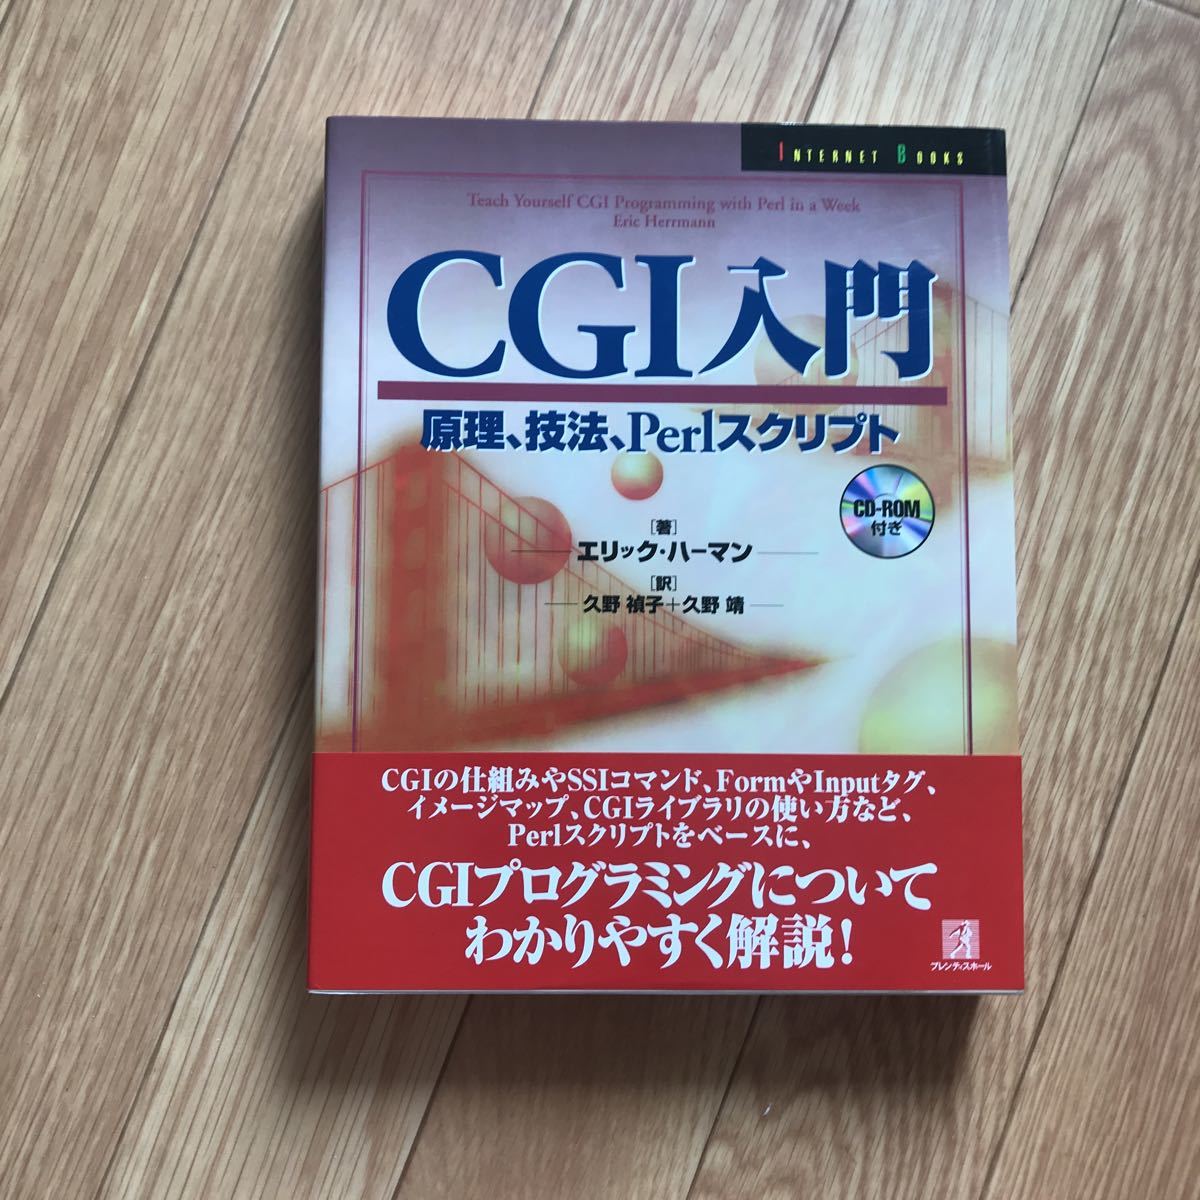 INTERNET BOOKS
Teach Yourself CGI Programming with Perl in a Week
Eric Herrmann
CGI入門
原理、技法、Perlスクリプト
CD-ROM
付き
[著]
エリック・ハーマン
[訳]
久野 禎子+久野 靖
CGIの仕組みやSSIコマンド、FormやInputタグ、
イメージマップ、CGIライブラリの使い方など、
Perlスクリプトをベースに、
CGIプログラミングについて
わかりやすく解説!
プレンティスホール